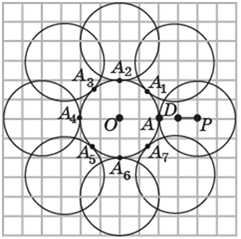 A₂
A₃ A₁
A₄ O A D P
A₅ A₇
A₆